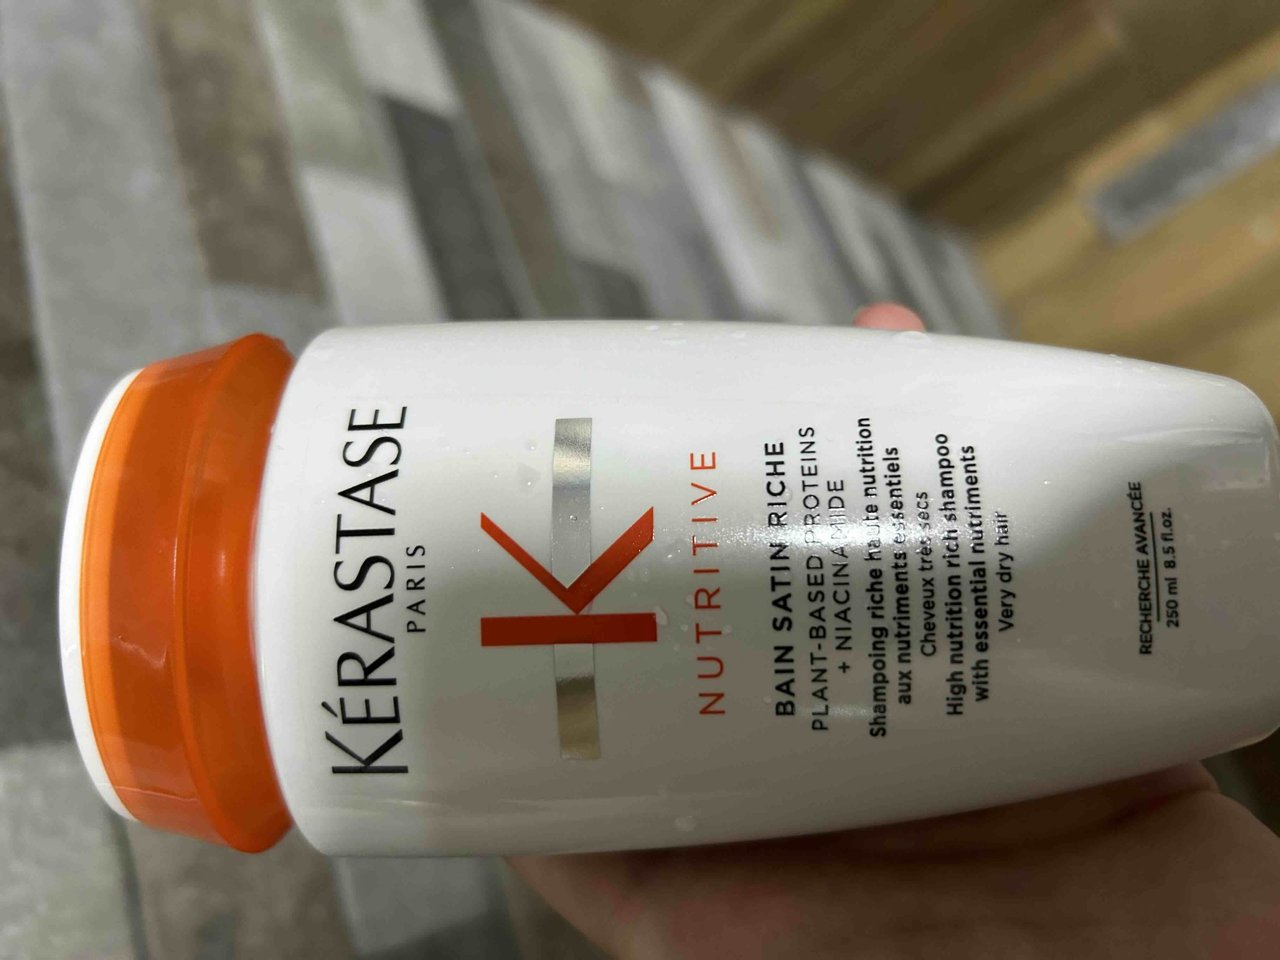 KÉRASTASE
PARIS
K
NUTRITIVE
BAIN SATIN RICHE
PLANT-BASED PROTEINS
+ NIACINAMIDE
Shampoing riche haute nutrition
aux nutriments essentiels
Cheveux très secs
High nutrition rich shampoo
with essential nutriments
Very dry hair
RECHERCHE AVANCÉE
250 ml 8.5 fl.oz.